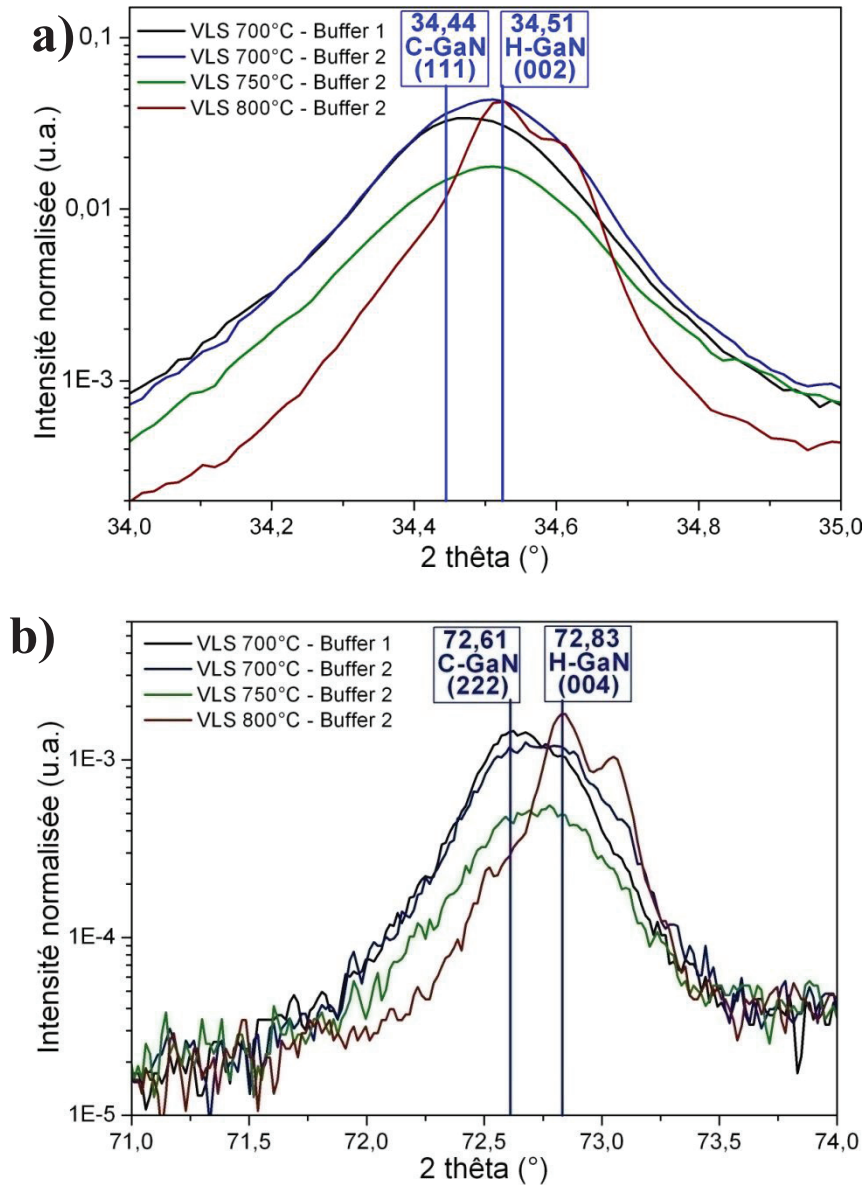 a)
0,1
VLS 700°C - Buffer 1
VLS 700°C - Buffer 2
VLS 750°C - Buffer 2
VLS 800°C - Buffer 2
34,44
C-GaN
(111)
34,51
H-GaN
(002)
0,01
1E-3
Intensité normalisée (u.a.)
34,0
34,2
34,4
34,6
34,8
35,0
2 thêta (°)
b)
VLS 700°C - Buffer 1
VLS 700°C - Buffer 2
VLS 750°C - Buffer 2
VLS 800°C - Buffer 2
72,61
C-GaN
(222)
72,83
H-GaN
(004)
1E-3
1E-4
1E-5
Intensité normalisée (u.a.)
71,0
71,5
72,0
72,5
73,0
73,5
74,0
2 thêta (°)